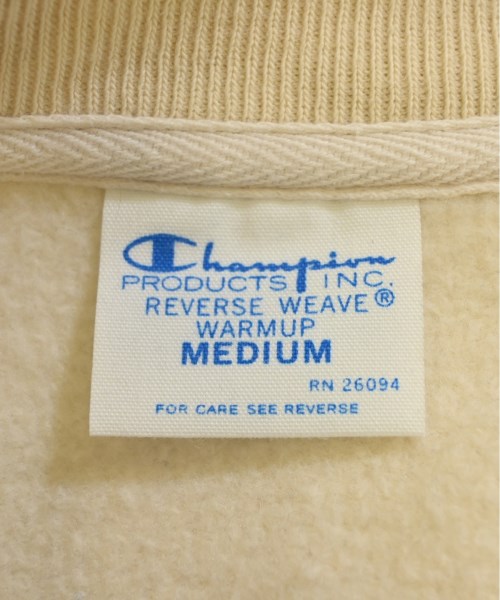 Champion
PRODUCTS INC.
REVERSE WEAVE®
WARMUP
MEDIUM
RN 26094
FOR CARE SEE REVERSE